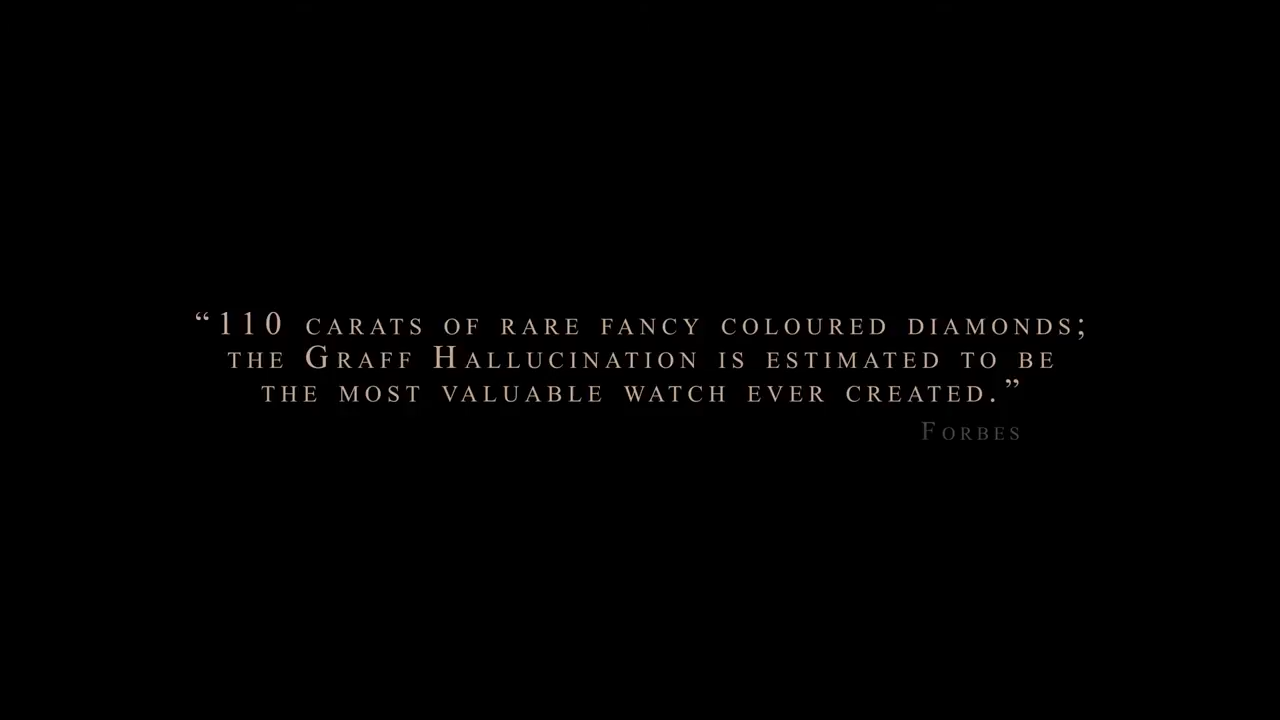 “110 carats of rare fancy coloured diamonds;
the Graff Hallucination is estimated to be
the most valuable watch ever created.”
Forbes